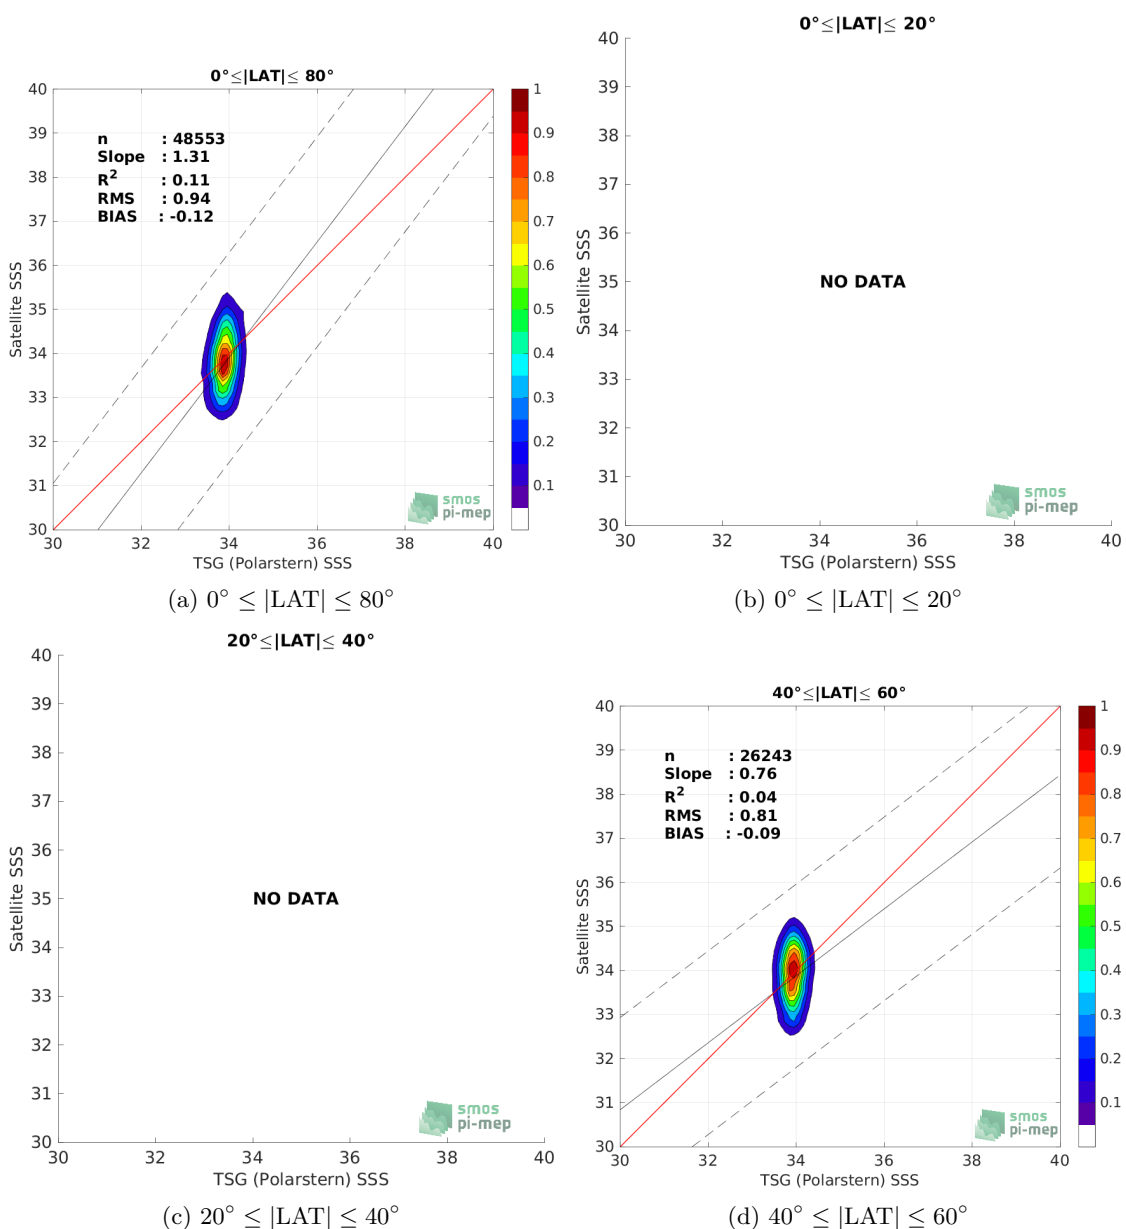 0°≤|LAT|≤ 80°
40
39
38
37
36
35
34
33
32
31
30
Satellite SSS
n : 48553
Slope : 1.31
R² : 0.11
RMS : 0.94
BIAS : -0.12
smos
pi-mep
30 32 34 36 38 40
TSG (Polarstern) SSS
1
0.9
0.8
0.7
0.6
0.5
0.4
0.3
0.2
0.1
(a) 0° ≤ |LAT| ≤ 80°
0°≤|LAT|≤ 20°
40
39
38
37
36
35
34
33
32
31
30
Satellite SSS
NO DATA
smos
pi-mep
30 32 34 36 38 40
TSG (Polarstern) SSS
(b) 0° ≤ |LAT| ≤ 20°
20°≤|LAT|≤ 40°
40
39
38
37
36
35
34
33
32
31
30
Satellite SSS
NO DATA
smos
pi-mep
30 32 34 36 38 40
TSG (Polarstern) SSS
(c) 20° ≤ |LAT| ≤ 40°
40°≤|LAT|≤ 60°
40
39
38
37
36
35
34
33
32
31
30
Satellite SSS
n : 26243
Slope : 0.76
R² : 0.04
RMS : 0.81
BIAS : -0.09
smos
pi-mep
30 32 34 36 38 40
TSG (Polarstern) SSS
1
0.9
0.8
0.7
0.6
0.5
0.4
0.3
0.2
0.1
(d) 40° ≤ |LAT| ≤ 60°